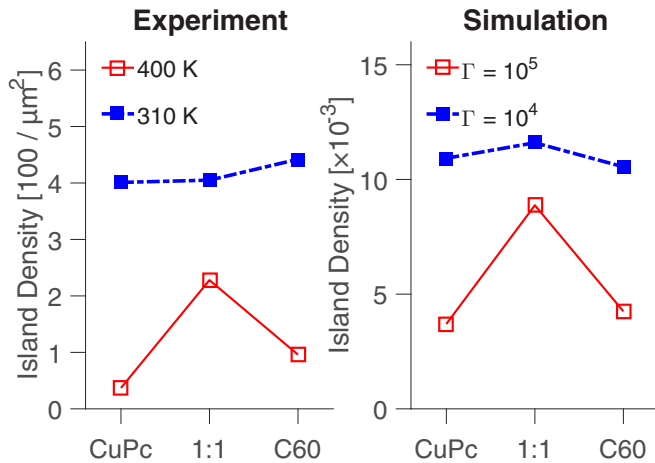 Experiment
Island Density [100 / μm²]
6
5
4
3
2
1
0
400 K
310 K
CuPc
1:1
C60
Simulation
Island Density [×10⁻³]
15
10
5
0
Γ = 10⁵
Γ = 10⁴
CuPc
1:1
C60